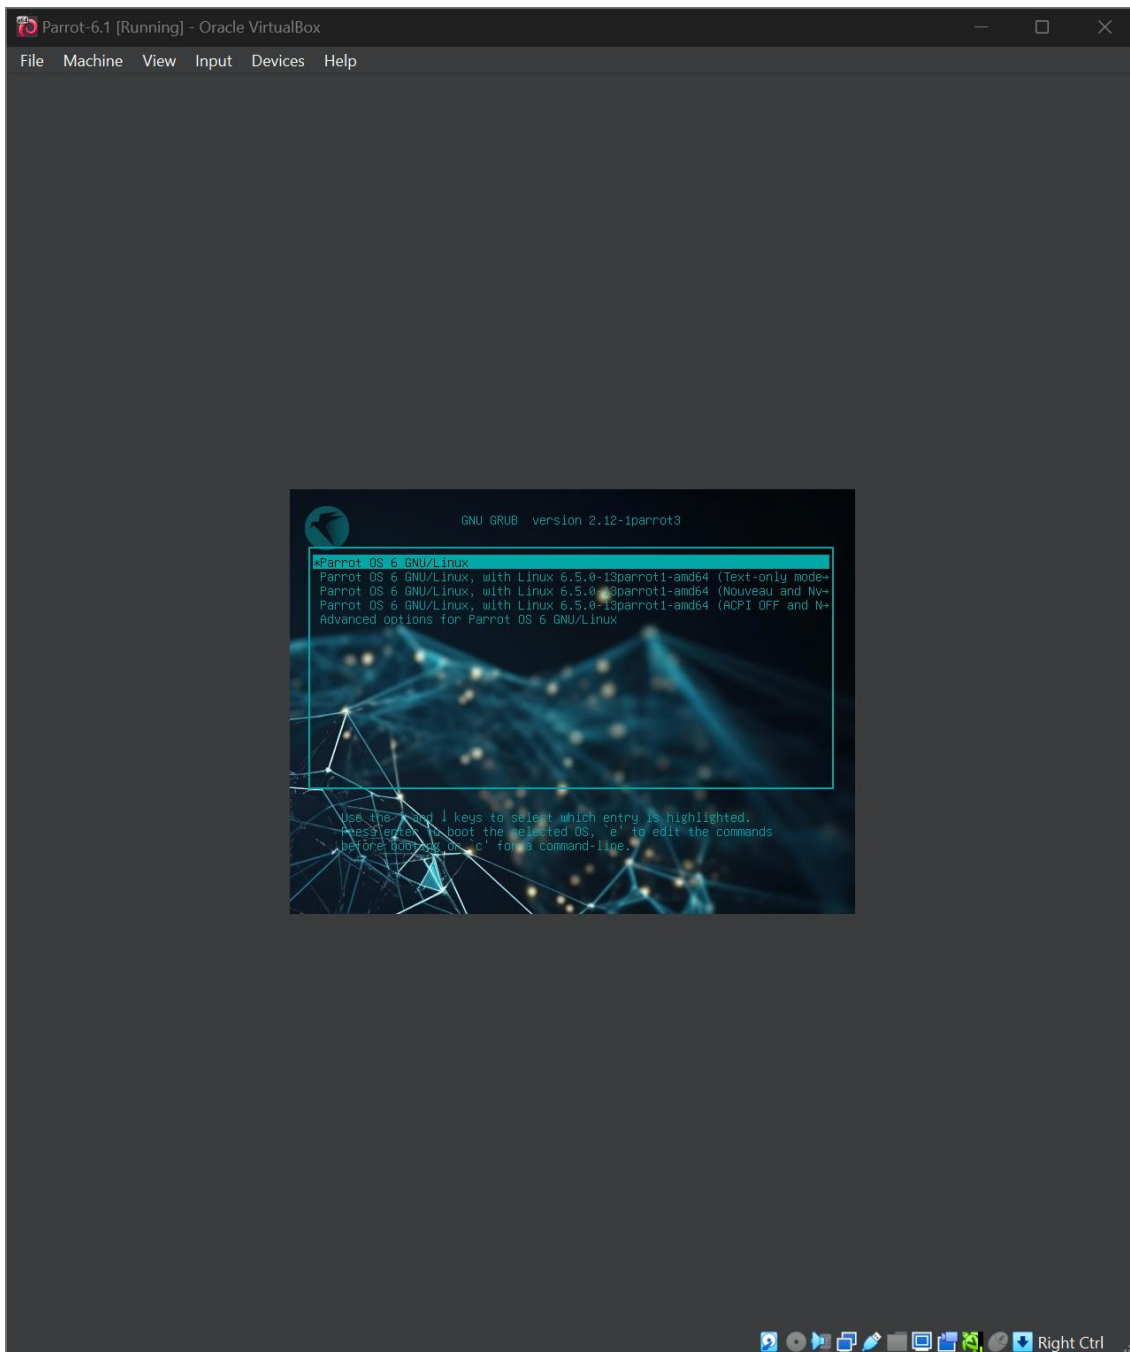 Parrot-6.1 [Running] - Oracle VirtualBox
File Machine View Input Devices Help
GNU GRUB version 2.12-1parrot3
*Parrot OS 6 GNU/Linux
Parrot OS 6 GNU/Linux, with Linux 6.5.0-13parrot1-amd64 (Text-only mode→
Parrot OS 6 GNU/Linux, with Linux 6.5.0-13parrot1-amd64 (Nouveau and Nv→
Parrot OS 6 GNU/Linux, with Linux 6.5.0-13parrot1-amd64 (ACPI OFF and N→
Advanced options for Parrot OS 6 GNU/Linux
Use the ↑ and ↓ keys to select which entry is highlighted.
Press enter to boot the selected OS, `e' to edit the commands
before booting or `c' for a command-line.
Right Ctrl